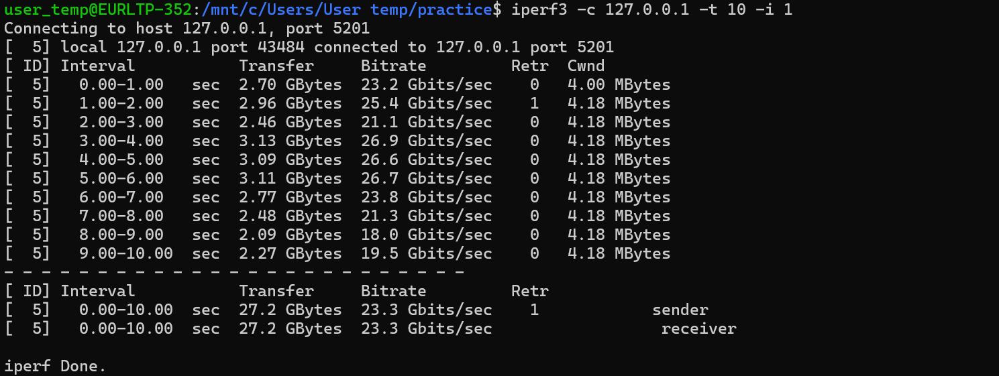 user_temp@EURLTP-352:/mnt/c/Users/User temp/practice$ iperf3 -c 127.0.0.1 -t 10 -i 1
Connecting to host 127.0.0.1, port 5201
[  5] local 127.0.0.1 port 43484 connected to 127.0.0.1 port 5201
[ ID] Interval           Transfer     Bitrate         Retr  Cwnd
[  5]   0.00-1.00   sec  2.70 GBytes  23.2 Gbits/sec    0   4.00 MBytes
[  5]   1.00-2.00   sec  2.96 GBytes  25.4 Gbits/sec    1   4.18 MBytes
[  5]   2.00-3.00   sec  2.46 GBytes  21.1 Gbits/sec    0   4.18 MBytes
[  5]   3.00-4.00   sec  3.13 GBytes  26.9 Gbits/sec    0   4.18 MBytes
[  5]   4.00-5.00   sec  3.09 GBytes  26.6 Gbits/sec    0   4.18 MBytes
[  5]   5.00-6.00   sec  3.11 GBytes  26.7 Gbits/sec    0   4.18 MBytes
[  5]   6.00-7.00   sec  2.77 GBytes  23.8 Gbits/sec    0   4.18 MBytes
[  5]   7.00-8.00   sec  2.48 GBytes  21.3 Gbits/sec    0   4.18 MBytes
[  5]   8.00-9.00   sec  2.09 GBytes  18.0 Gbits/sec    0   4.18 MBytes
[  5]   9.00-10.00  sec  2.27 GBytes  19.5 Gbits/sec    0   4.18 MBytes
- - - - - - - - - - - - - - - - - - - - - - - - -
[ ID] Interval           Transfer     Bitrate         Retr
[  5]   0.00-10.00  sec  27.2 GBytes  23.3 Gbits/sec    1            sender
[  5]   0.00-10.00  sec  27.2 GBytes  23.3 Gbits/sec                  receiver

iperf Done.